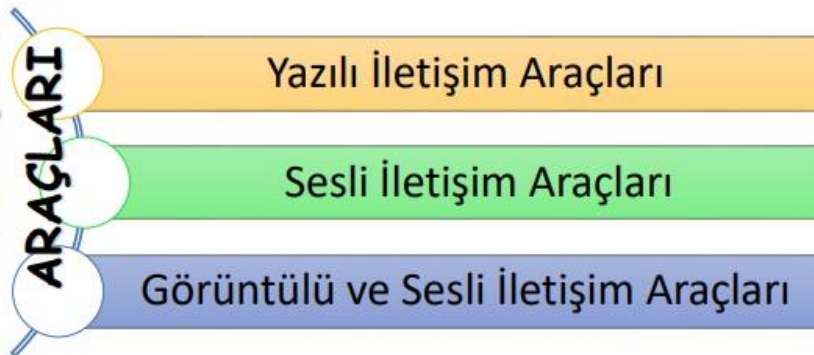 ARAÇLARI
Yazılı İletişim Araçları
Sesli İletişim Araçları
Görüntülü ve Sesli İletişim Araçları